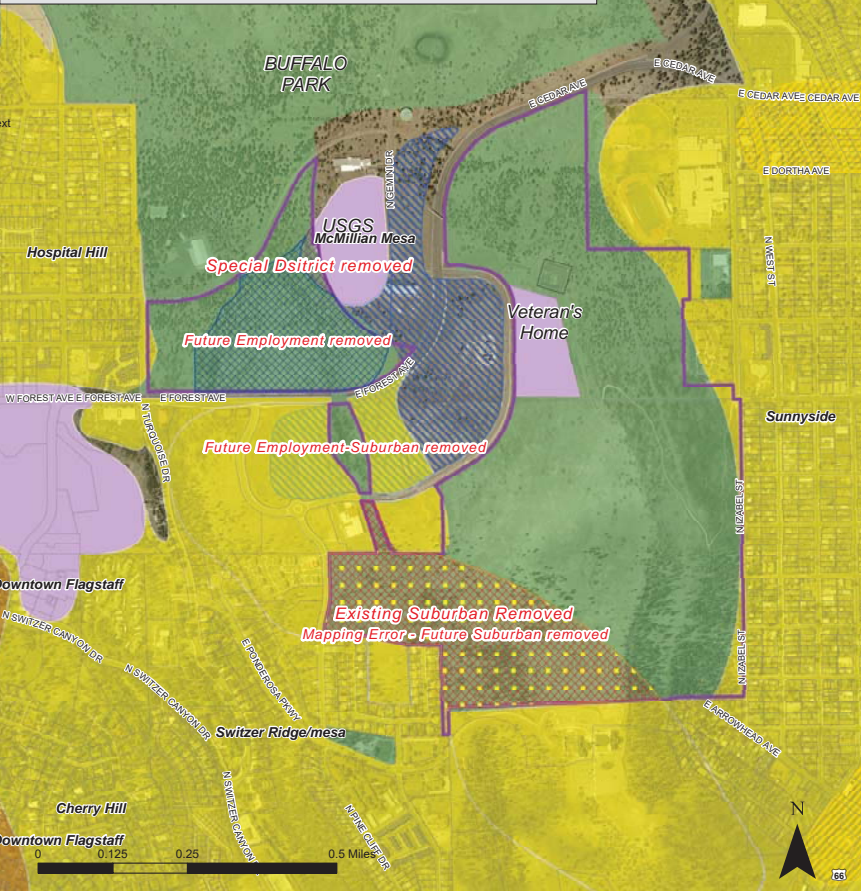 BUFFALO
PARK
E CEDAR AVE
E CEDAR AVE
E CEDAR AVE
E CEDAR AVE
ext
E DORTHA AVE
N GEMINI DR
USGS
McMillian Mesa
Hospital Hill
N WEST ST
Special Dsitrict removed
Veteran's
Home
Future Employment removed
E FOREST AVE
W FOREST AVE
E FOREST AVE
E FOREST AVE
N TURQUOISE DR
Sunnyside
Future Employment-Suburban removed
N IZABEL ST
Downtown Flagstaff
Existing Suburban Removed
Mapping Error - Future Suburban removed
N SWITZER CANYON DR
N SWITZER CANYON DR
E PONDEROSA PKWY
N IZABEL ST
E ARROWHEAD AVE
Switzer Ridge/mesa
N SWITZER CANYON
N PINE CLIFF DR
Cherry Hill
Downtown Flagstaff
N
0 0.125 0.25 0.5 Miles
66